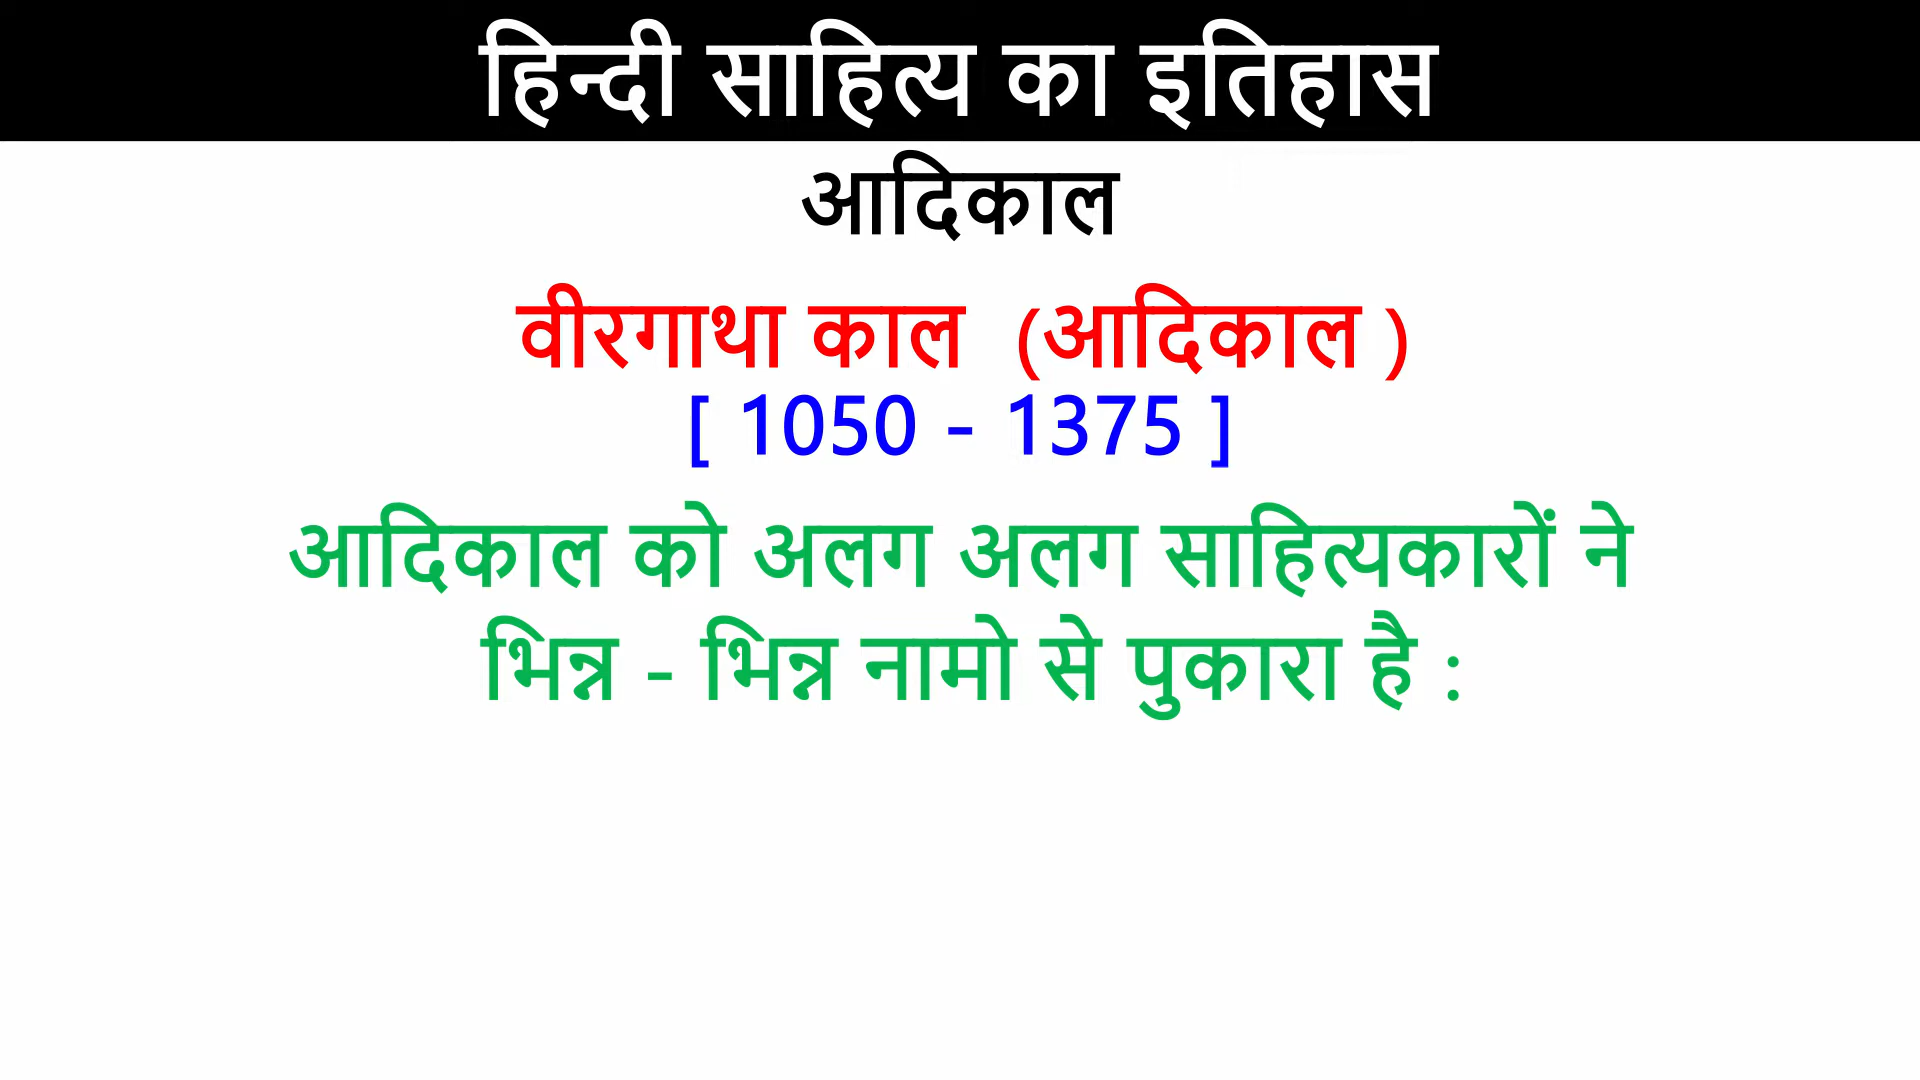 हिन्दी साहित्य का इतिहास
आदिकाल
वीरगाथा काल (आदिकाल )
[ 1050 - 1375 ]
आदिकाल को अलग अलग साहित्यकारों ने
भिन्न - भिन्न नामो से पुकारा है :